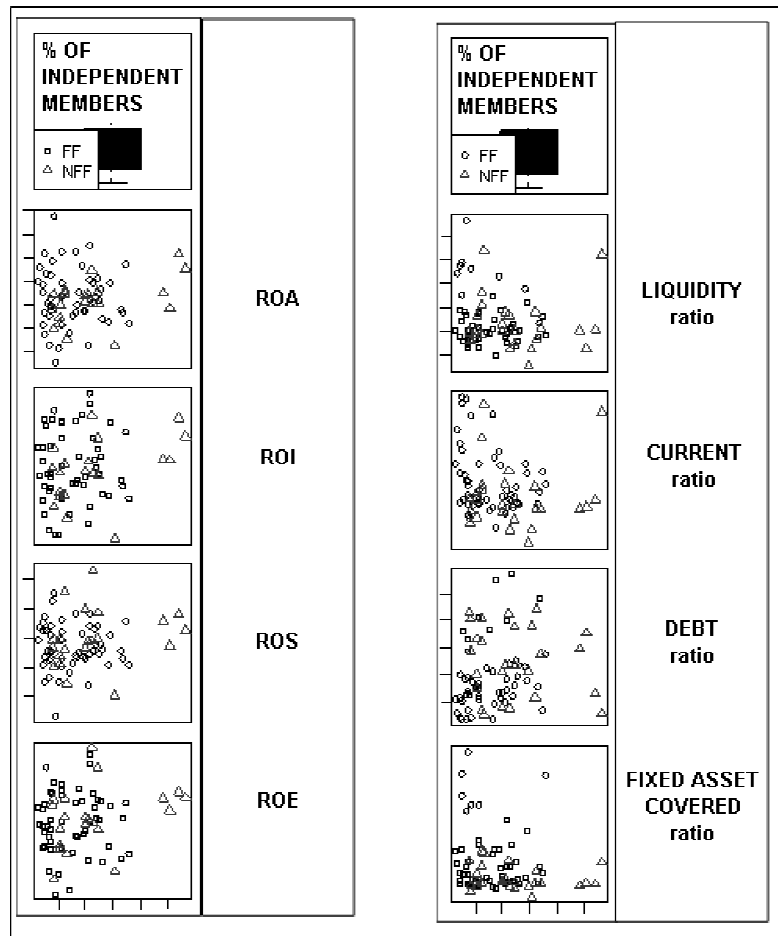 % OF
INDEPENDENT
MEMBERS
FF
NFF
ROA
ROI
ROS
ROE
% OF
INDEPENDENT
MEMBERS
FF
NFF
LIQUIDITY
ratio
CURRENT
ratio
DEBT
ratio
FIXED ASSET
COVERED
ratio